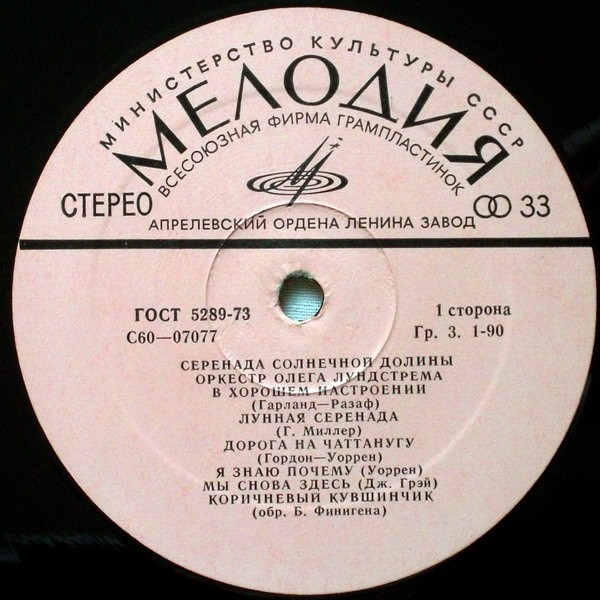 МИНИСТЕРСТВО КУЛЬТУРЫ СССР
МЕЛОДИЯ
ВСЕСОЮЗНАЯ ФИРМА ГРАМПЛАСТИНОК
СТЕРЕО
33
АПРЕЛЕВСКИЙ ОРДЕНА ЛЕНИНА ЗАВОД
ГОСТ 5289-73
1 сторона
С60—07077
Гр. 3. 1-90
СЕРЕНАДА СОЛНЕЧНОЙ ДОЛИНЫ
ОРКЕСТР ОЛЕГА ЛУНДСТРЕМА
В ХОРОШЕМ НАСТРОЕНИИ
(Гарланд—Разаф)
ЛУННАЯ СЕРЕНАДА
(Г. Миллер)
ДОРОГА НА ЧАТТАНУГУ
(Гордон—Уоррен)
Я ЗНАЮ ПОЧЕМУ (Уоррен)
МЫ СНОВА ЗДЕСЬ (Дж. Грэй)
КОРИЧНЕВЫЙ КУВШИНЧИК
(обр. Б. Финигена)